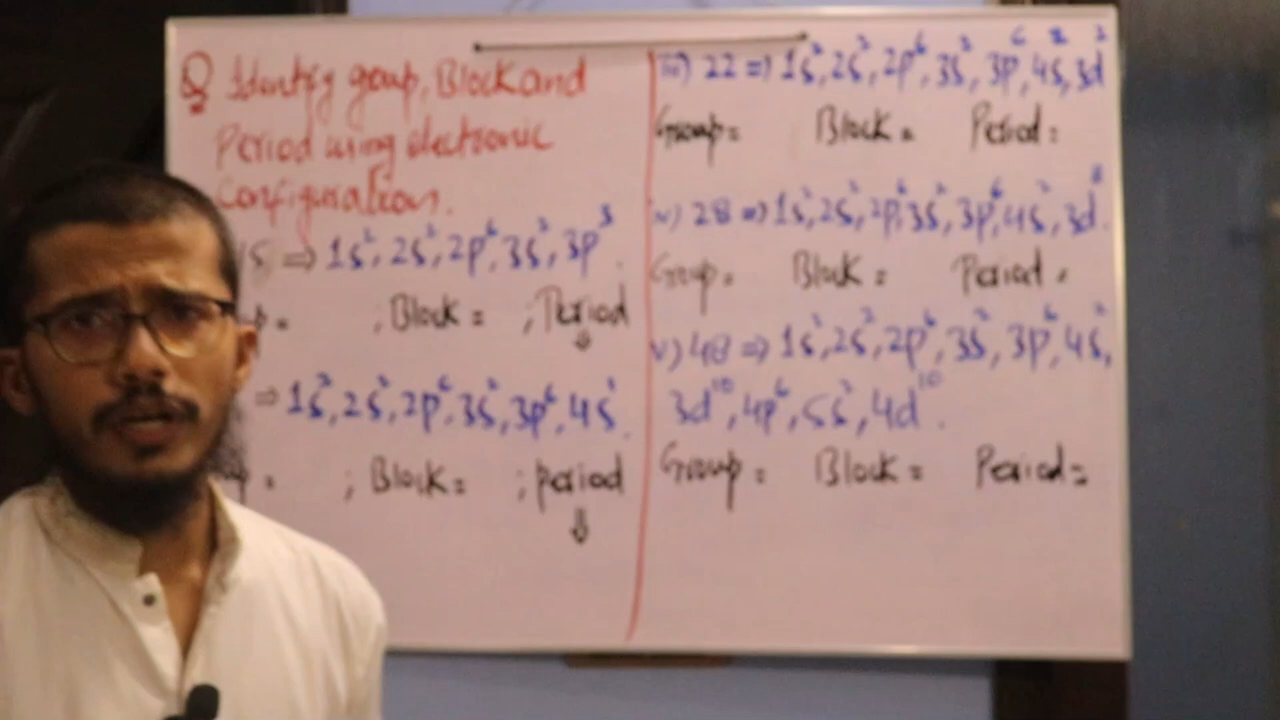 Q Identify group, Block and
Period using electronic
Configuration.
15 ⇒ 1s², 2s², 2p⁶, 3s², 3p³.
p = ; Block = ; Period
⇓
⇒ 1s², 2s², 2p⁶, 3s², 3p⁶, 4s².
p = ; Block = ; period
⇓
iii) 22 ⇒ 1s², 2s², 2p⁶, 3s², 3p⁶, 4s², 3d²
Group = Block = Period =
iv) 28 ⇒ 1s², 2s², 2p⁶, 3s², 3p⁶, 4s², 3d⁸.
Group = Block = Period =
v) 48 ⇒ 1s², 2s², 2p⁶, 3s², 3p⁶, 4s²,
3d¹⁰, 4p⁶, 5s², 4d¹⁰.
Group = Block = Period =